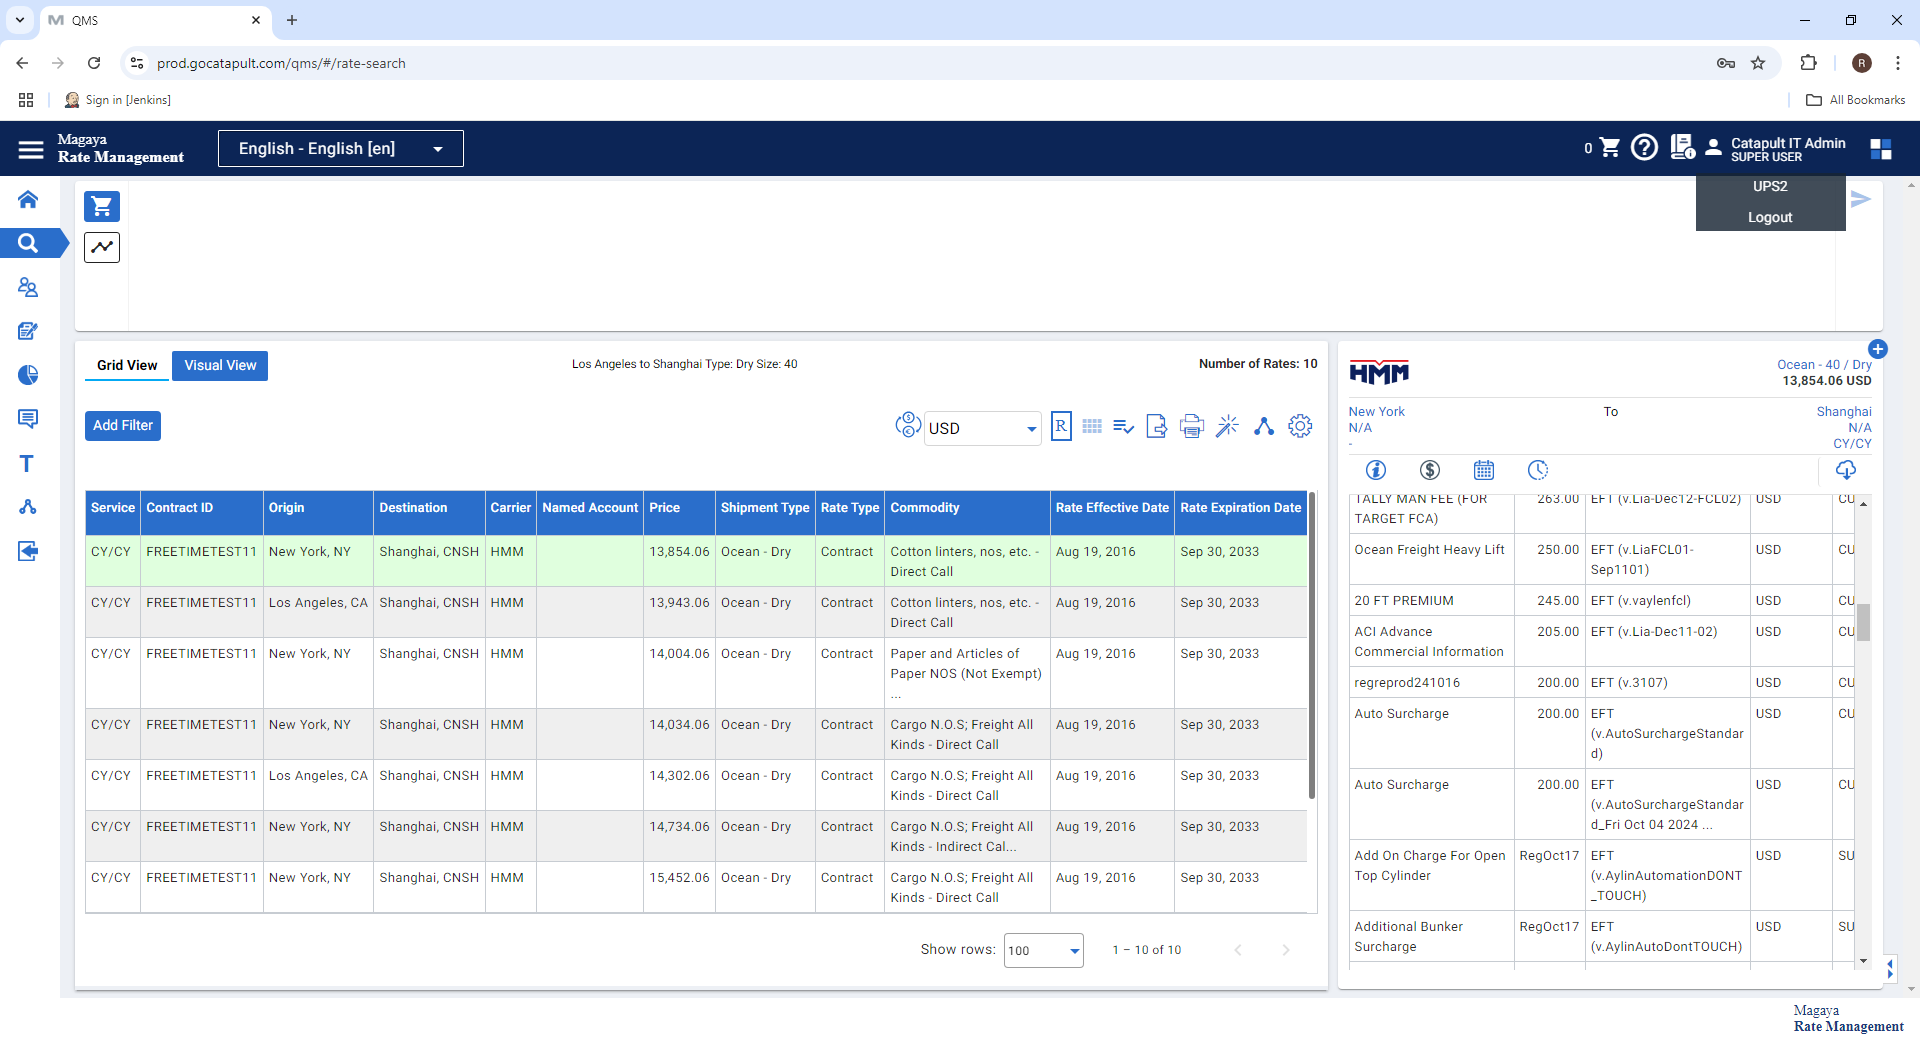 QMS
prod.gocatapult.com/qms/#/rate-search
R
Sign in [Jenkins]
All Bookmarks
Magaya
Rate Management
English - English [en]
0
Catapult IT Admin
SUPER USER
UPS2
Logout
Grid View
Visual View
Los Angeles to Shanghai Type: Dry Size: 40
Number of Rates: 10
Add Filter
USD
R
Service Contract ID Origin Destination Carrier Named Account Price Shipment Type Rate Type Commodity Rate Effective Date Rate Expiration Date
CY/CY FREETIMETEST11 New York, NY Shanghai, CNSH HMM 13,854.06 Ocean - Dry Contract Cotton linters, nos, etc. - Aug 19, 2016 Sep 30, 2033
Direct Call
CY/CY FREETIMETEST11 Los Angeles, CA Shanghai, CNSH HMM 13,943.06 Ocean - Dry Contract Cotton linters, nos, etc. - Aug 19, 2016 Sep 30, 2033
Direct Call
CY/CY FREETIMETEST11 New York, NY Shanghai, CNSH HMM 14,004.06 Ocean - Dry Contract Paper and Articles of Aug 19, 2016 Sep 30, 2033
Paper NOS (Not Exempt)
...
CY/CY FREETIMETEST11 New York, NY Shanghai, CNSH HMM 14,034.06 Ocean - Dry Contract Cargo N.O.S; Freight All Aug 19, 2016 Sep 30, 2033
Kinds - Direct Call
CY/CY FREETIMETEST11 Los Angeles, CA Shanghai, CNSH HMM 14,302.06 Ocean - Dry Contract Cargo N.O.S; Freight All Aug 19, 2016 Sep 30, 2033
Kinds - Direct Call
CY/CY FREETIMETEST11 New York, NY Shanghai, CNSH HMM 14,734.06 Ocean - Dry Contract Cargo N.O.S; Freight All Aug 19, 2016 Sep 30, 2033
Kinds - Indirect Cal...
CY/CY FREETIMETEST11 New York, NY Shanghai, CNSH HMM 15,452.06 Ocean - Dry Contract Cargo N.O.S; Freight All Aug 19, 2016 Sep 30, 2033
Kinds - Direct Call
Show rows: 100 1 – 10 of 10
HMM
Ocean - 40 / Dry
13,854.06 USD
New York To Shanghai
N/A N/A
- CY/CY
TALLY MAN FEE (FOR 263.00 EFT (v.Lia-Dec12-FCL02) USD CU
TARGET FCA)
Ocean Freight Heavy Lift 250.00 EFT (v.LiaFCL01- USD CU
Sep1101)
20 FT PREMIUM 245.00 EFT (v.vaylenfcl) USD CU
ACI Advance 205.00 EFT (v.Lia-Dec11-02) USD CU
Commercial Information
regreprod241016 200.00 EFT (v.3107) USD CU
Auto Surcharge 200.00 EFT USD CU
(v.AutoSurchargeStandar
d)
Auto Surcharge 200.00 EFT USD CU
(v.AutoSurchargeStandar
d_Fri Oct 04 2024 ...
Add On Charge For Open RegOct17 EFT USD SU
Top Cylinder (v.AylinAutomationDONT
_TOUCH)
Additional Bunker RegOct17 EFT USD SU
Surcharge (v.AylinAutoDontTOUCH)
Magaya
Rate Management